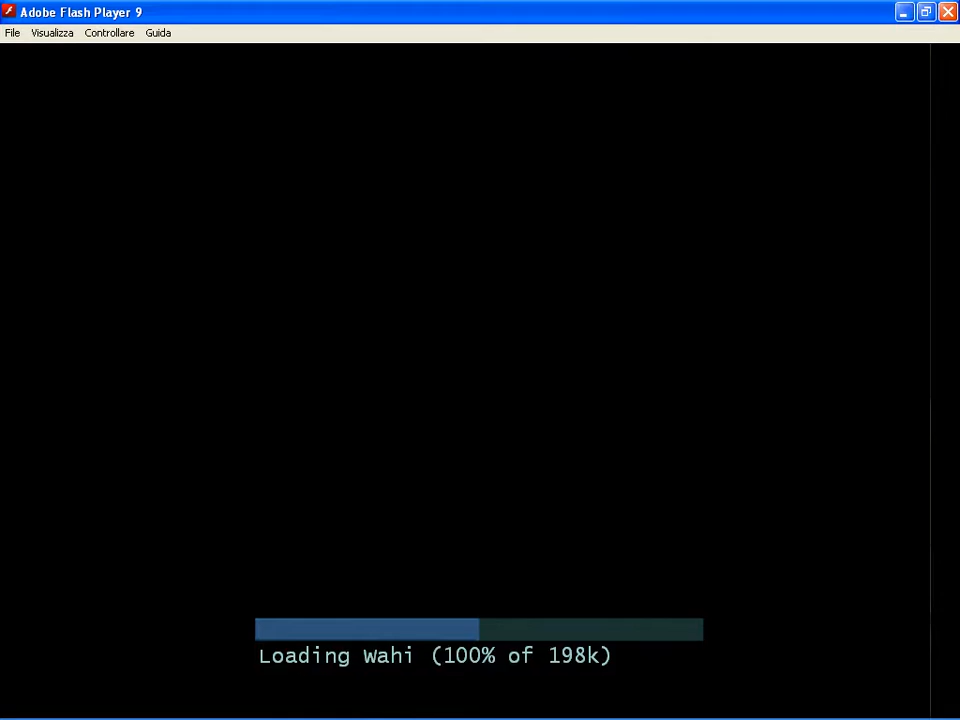 Adobe Flash Player 9
File Visualizza Controllare Guida
Loading Wahi (100% of 198k)